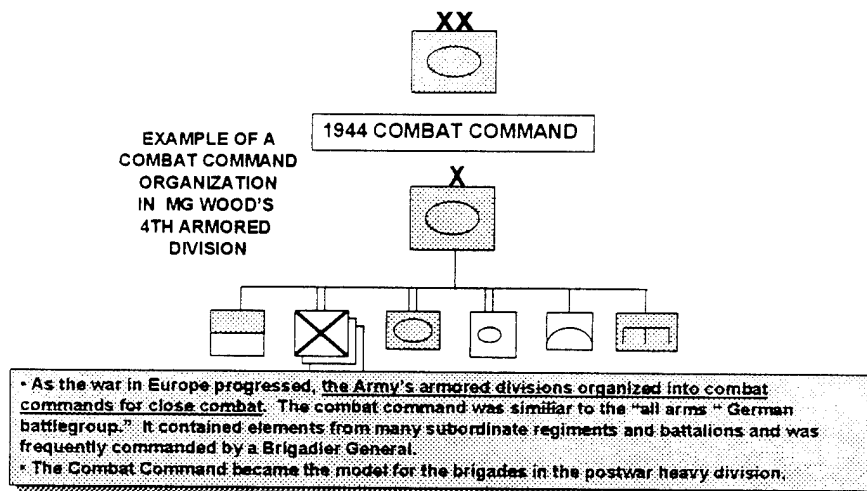 XX
1944 COMBAT COMMAND
EXAMPLE OF A
COMBAT COMMAND
ORGANIZATION
IN MG WOOD'S
4TH ARMORED
DIVISION
X
• As the war in Europe progressed, the Army's armored divisions organized into combat
commands for close combat. The combat command was similiar to the "all arms " German
battlegroup." It contained elements from many subordinate regiments and battalions and was
frequently commanded by a Brigadier General.
• The Combat Command became the model for the brigades in the postwar heavy division.